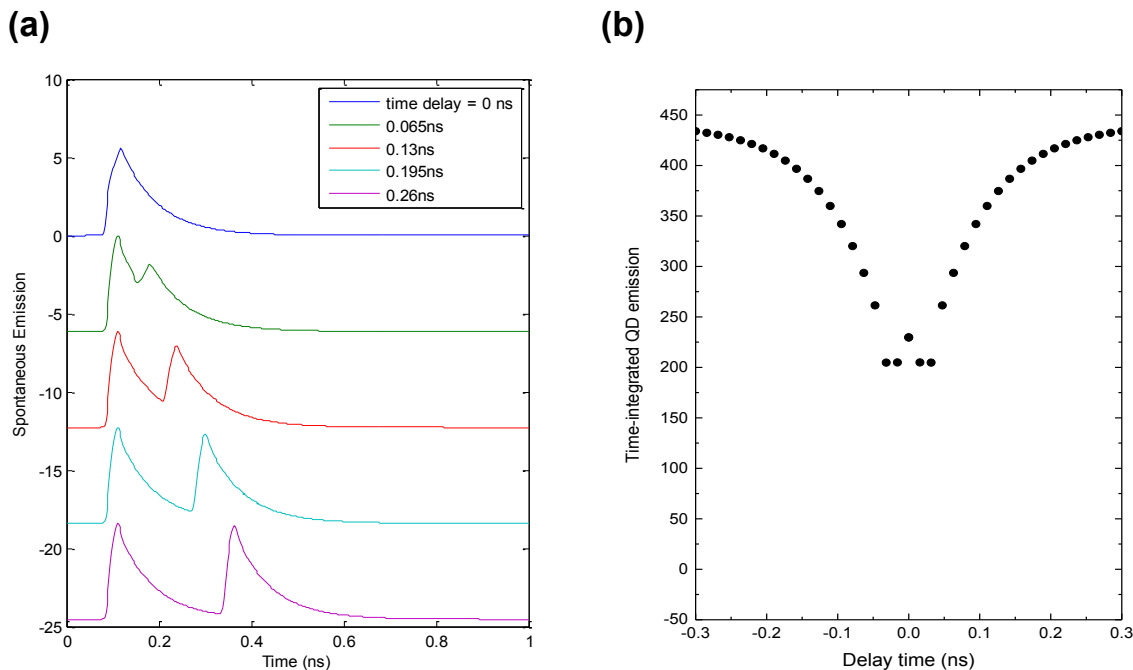 (a)
(b)
10
5
0
-5
-10
-15
-20
-25
Spontaneous Emission
0
0.2
0.4
0.6
0.8
1
Time (ns)
time delay = 0 ns
0.065ns
0.13ns
0.195ns
0.26ns
450
400
350
300
250
200
150
100
50
0
-50
Time-integrated QD emission
-0.3
-0.2
-0.1
0.0
0.1
0.2
0.3
Delay time (ns)